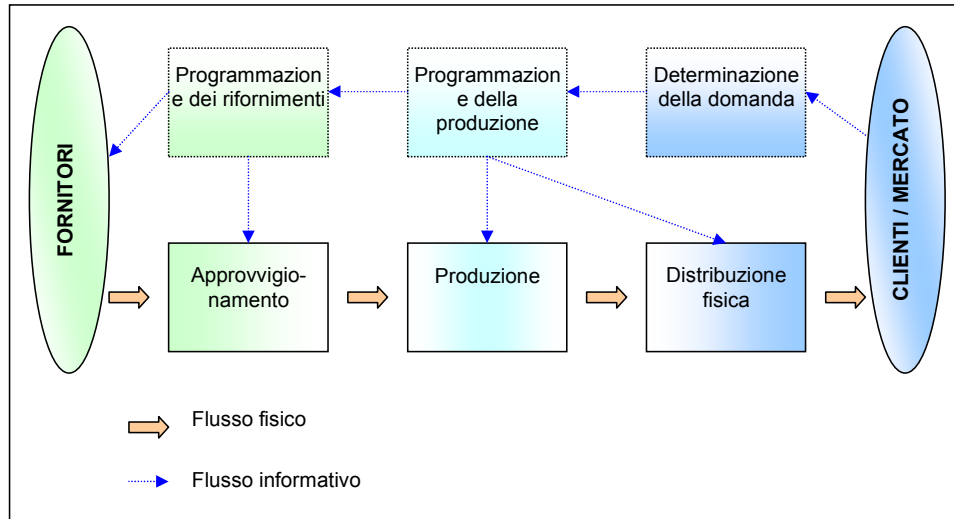 Programmazion
e dei rifornimenti
Programmazion
e della
produzione
Determinazione
della domanda
FORNITORI
CLIENTI / MERCATO
Approvvigio-
namento
Produzione
Distribuzione
fisica
Flusso fisico
Flusso informativo